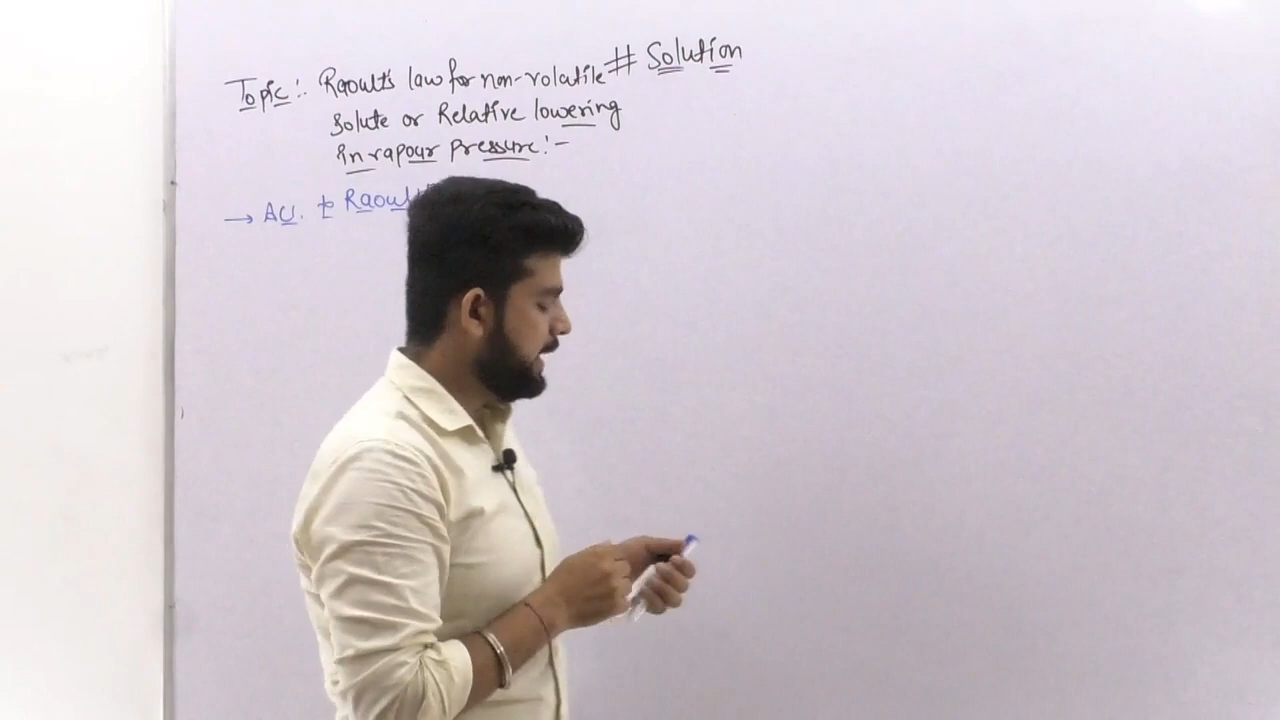 Topic:- Raoult's law for non-volatile # Solution
Solute or Relative lowering
in vapour pressure:-
→ Acc. to Raoult